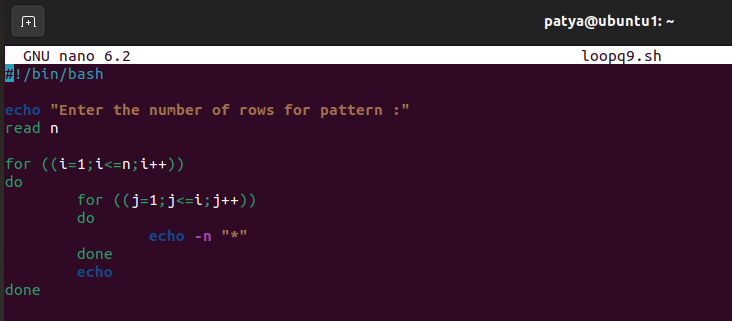 patya@ubuntu1: ~
GNU nano 6.2 loopq9.sh
#!/bin/bash

echo "Enter the number of rows for pattern :"
read n

for ((i=1;i<=n;i++))
do
        for ((j=1;j<=i;j++))
        do
                echo -n "*"
        done
        echo
done